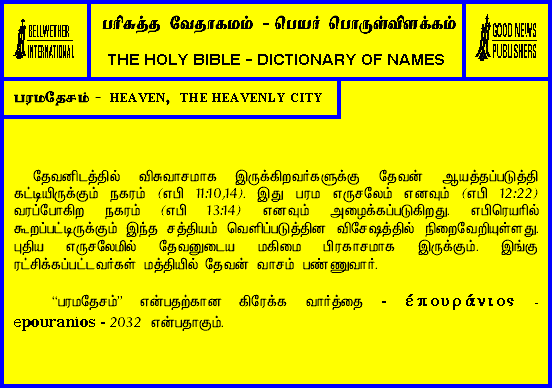 BELLWETHER
INTERNATIONAL
பரிசுத்த வேதாகமம் - பெயர் பொருள்விளக்கம்
THE HOLY BIBLE - DICTIONARY OF NAMES
GOOD NEWS
PUBLISHERS
பரமதேசம் - HEAVEN, THE HEAVENLY CITY
தேவனிடத்தில் விசுவாசமாக இருக்கிறவர்களுக்கு தேவன் ஆயத்தப்படுத்தி
கட்டியிருக்கும் நகரம் (எபி 11:10,14). இது பரம எருசலேம் எனவும் (எபி 12:22)
வரப்போகிற நகரம் (எபி 13:14) எனவும் அழைக்கப்படுகிறது. எபிரெயரில்
கூறப்பட்டிருக்கும் இந்த சத்தியம் வெளிப்படுத்தின விசேஷத்தில் நிறைவேறியுள்ளது.
புதிய எருசலேமில் தேவனுடைய மகிமை பிரகாசமாக இருக்கும். இங்கு
ரட்சிக்கப்பட்டவர்கள் மத்தியில் தேவன் வாசம் பண்ணுவார்.
“பரமதேசம்” என்பதற்கான கிரேக்க வார்த்தை - έπουράνιος -
epouranios - 2032 என்பதாகும்.